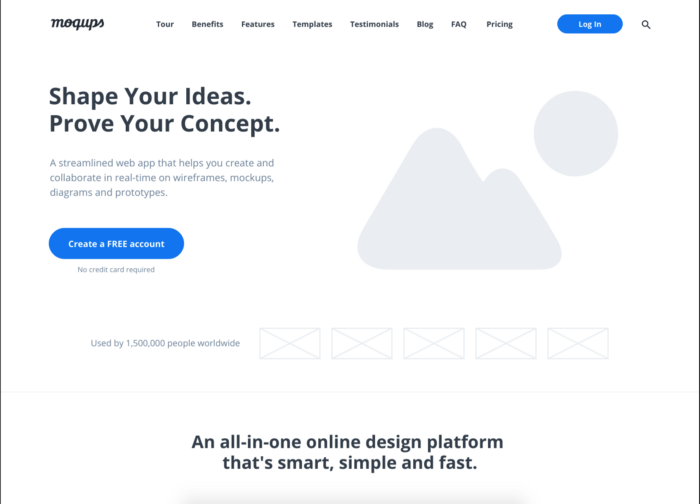 moqups
Tour Benefits Features Templates Testimonials Blog FAQ Pricing Log In
Shape Your Ideas.
Prove Your Concept.
A streamlined web app that helps you create and
collaborate in real-time on wireframes, mockups,
diagrams and prototypes.
Create a FREE account
No credit card required
Used by 1,500,000 people worldwide
An all-in-one online design platform
that's smart, simple and fast.